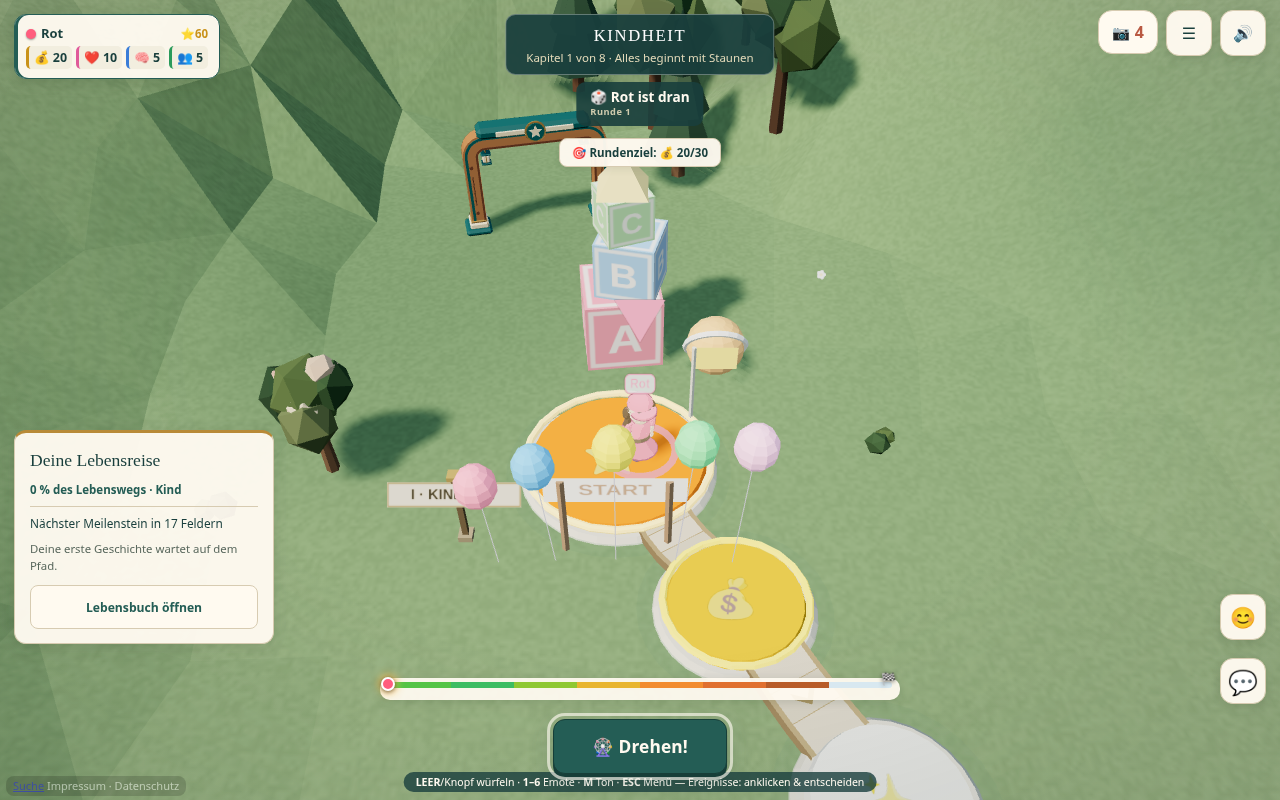 Rot
⭐60
💰 20 ❤️ 10 🧠 5 👥 5
KINDHEIT
Kapitel 1 von 8 · Alles beginnt mit Staunen
🎲 Rot ist dran
Runde 1
🎯 Rundenziel: 💰 20/30
📷 4
☰
🔊
C
B
A
Rot
START
$
Deine Lebensreise
0 % des Lebenswegs · Kind
Nächster Meilenstein in 17 Feldern
Deine erste Geschichte wartet auf dem
Pfad.
Lebensbuch öffnen
🎡 Drehen!
LEER/Knopf würfeln · 1–6 Emote · M Ton · ESC Menü — Ereignisse: anklicken & entscheiden
Suche Impressum · Datenschutz